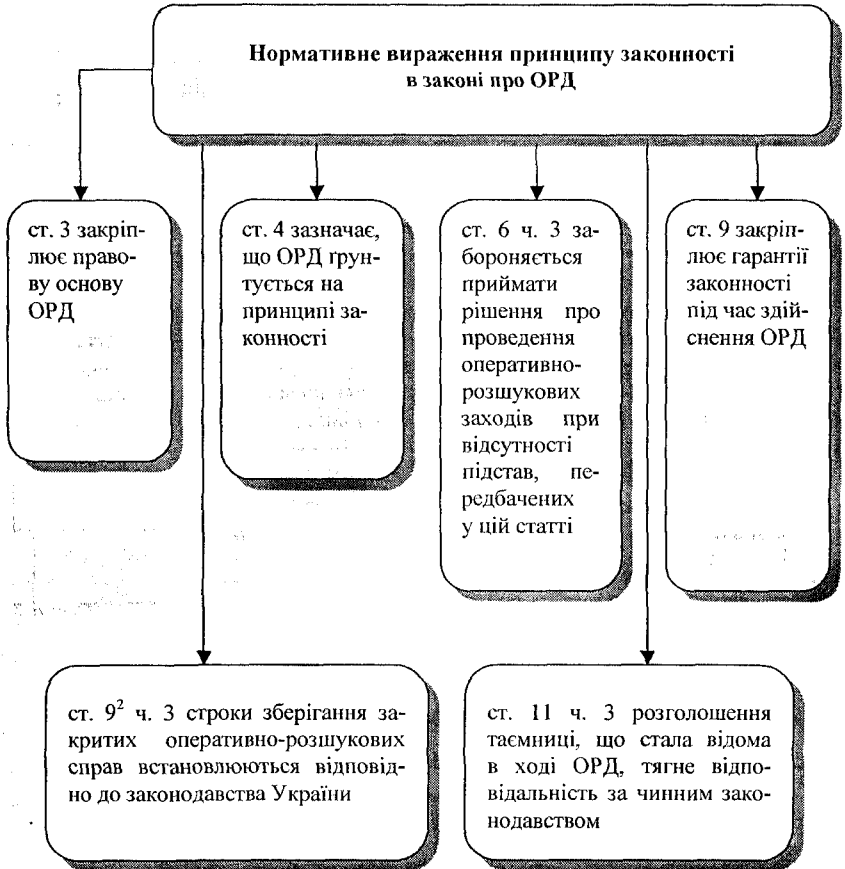 Нормативне вираження принципу законності
в законі про ОРД
ст. 3 закріп-
лює право-
ву основу
ОРД
ст. 4 зазначає,
що ОРД ґрун-
тується на
принципі за-
конності
ст. 6 ч. 3 за-
бороняється
приймати
рішення про
проведення
оперативно-
розшукових
заходів при
відсутності
підстав, пе-
редбачених
у цій статті
ст. 9 закріп-
лює гарантії
законності
під час здій-
снення ОРД
ст. 9² ч. 3 строки зберігання за-
критих оперативно-розшукових
справ встановлюються відповід-
но до законодавства України
ст. 11 ч. 3 розголошення
таємниці, що стала відома
в ході ОРД, тягне відпо-
відальність за чинним зако-
нодавством